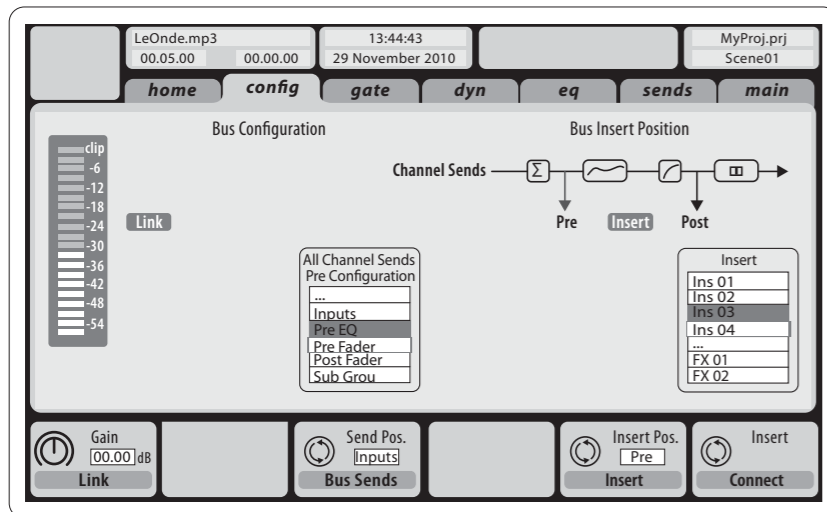 LeOnde.mp3
00.05.00 00.00.00
13:44:43
29 November 2010
MyProj.prj
Scene01
home config gate dyn eq sends main
Bus Configuration
Bus Insert Position
clip
-6
-12
-18
-24
-30
-36
-42
-48
-54
Link
Channel Sends Σ
Pre Insert Post
All Channel Sends
Pre Configuration
...
Inputs
Pre EQ
Pre Fader
Post Fader
Sub Grou
Insert
Ins 01
Ins 02
Ins 03
Ins 04
...
FX 01
FX 02
Gain
00.00 dB
Link
Send Pos.
Inputs
Bus Sends
Insert Pos.
Pre
Insert
Insert
Connect